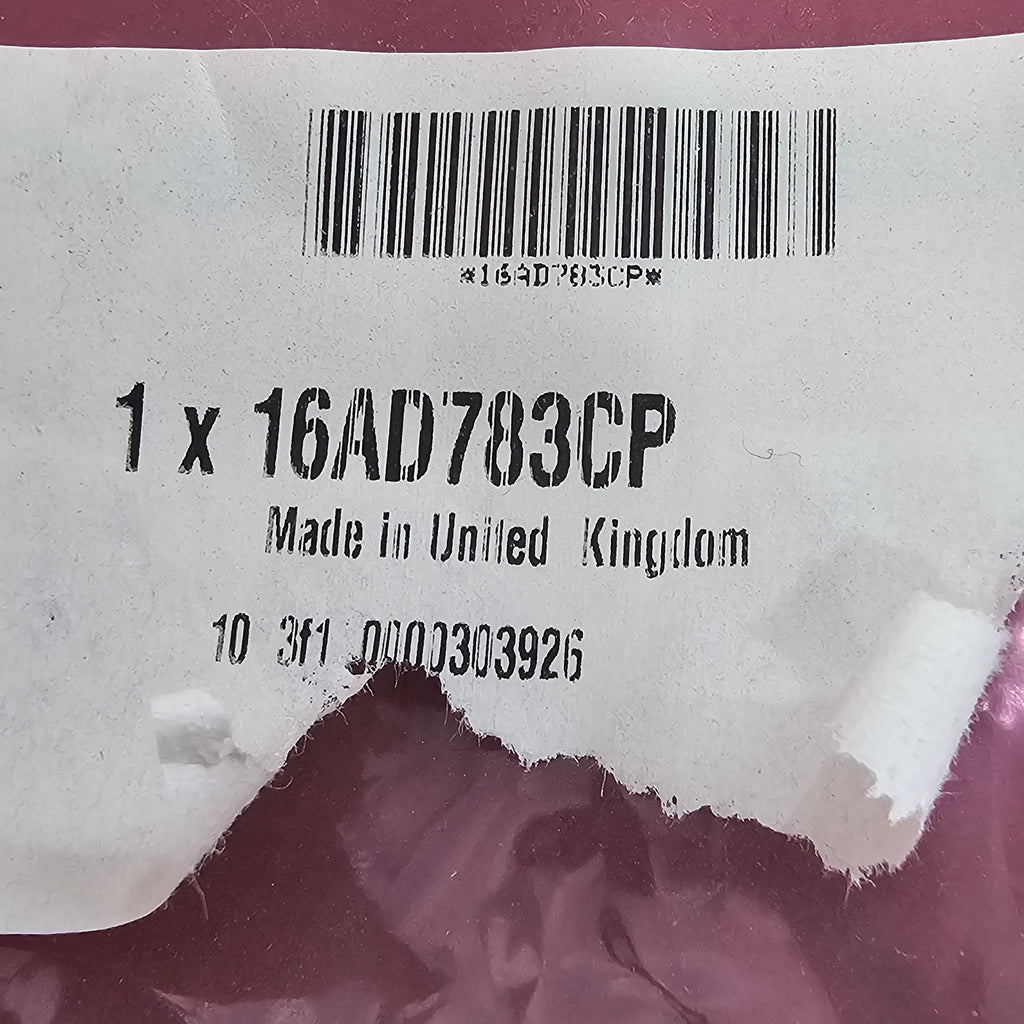 *16AD783CP*
1 x 16AD783CP
Made in United Kingdom
10 3f1 0000303926